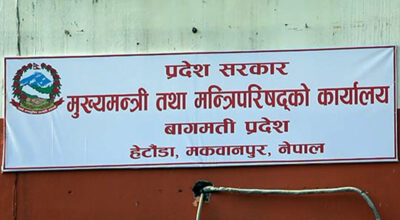 प्रदेश सरकार
मुख्यमन्त्री तथा मन्त्रिपरिषद्को कार्यालय
बागमती प्रदेश
हेटौडा, मकवानपुर, नेपाल